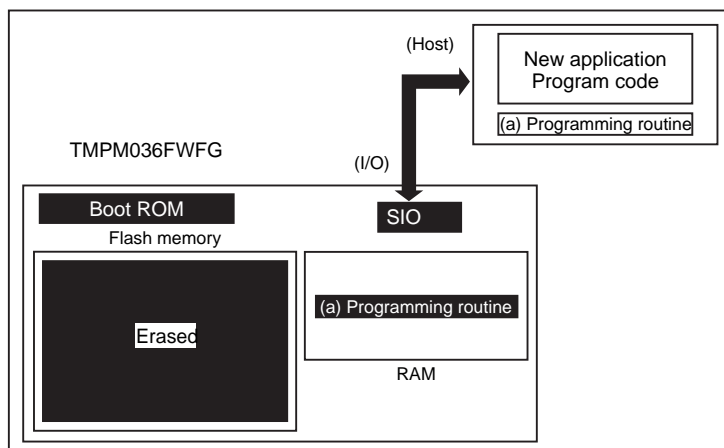 (Host)
New application
Program code
(a) Programming routine
TMPM036FWFG
(I/O)
Boot ROM
SIO
Flash memory
(a) Programming routine
Erased
RAM